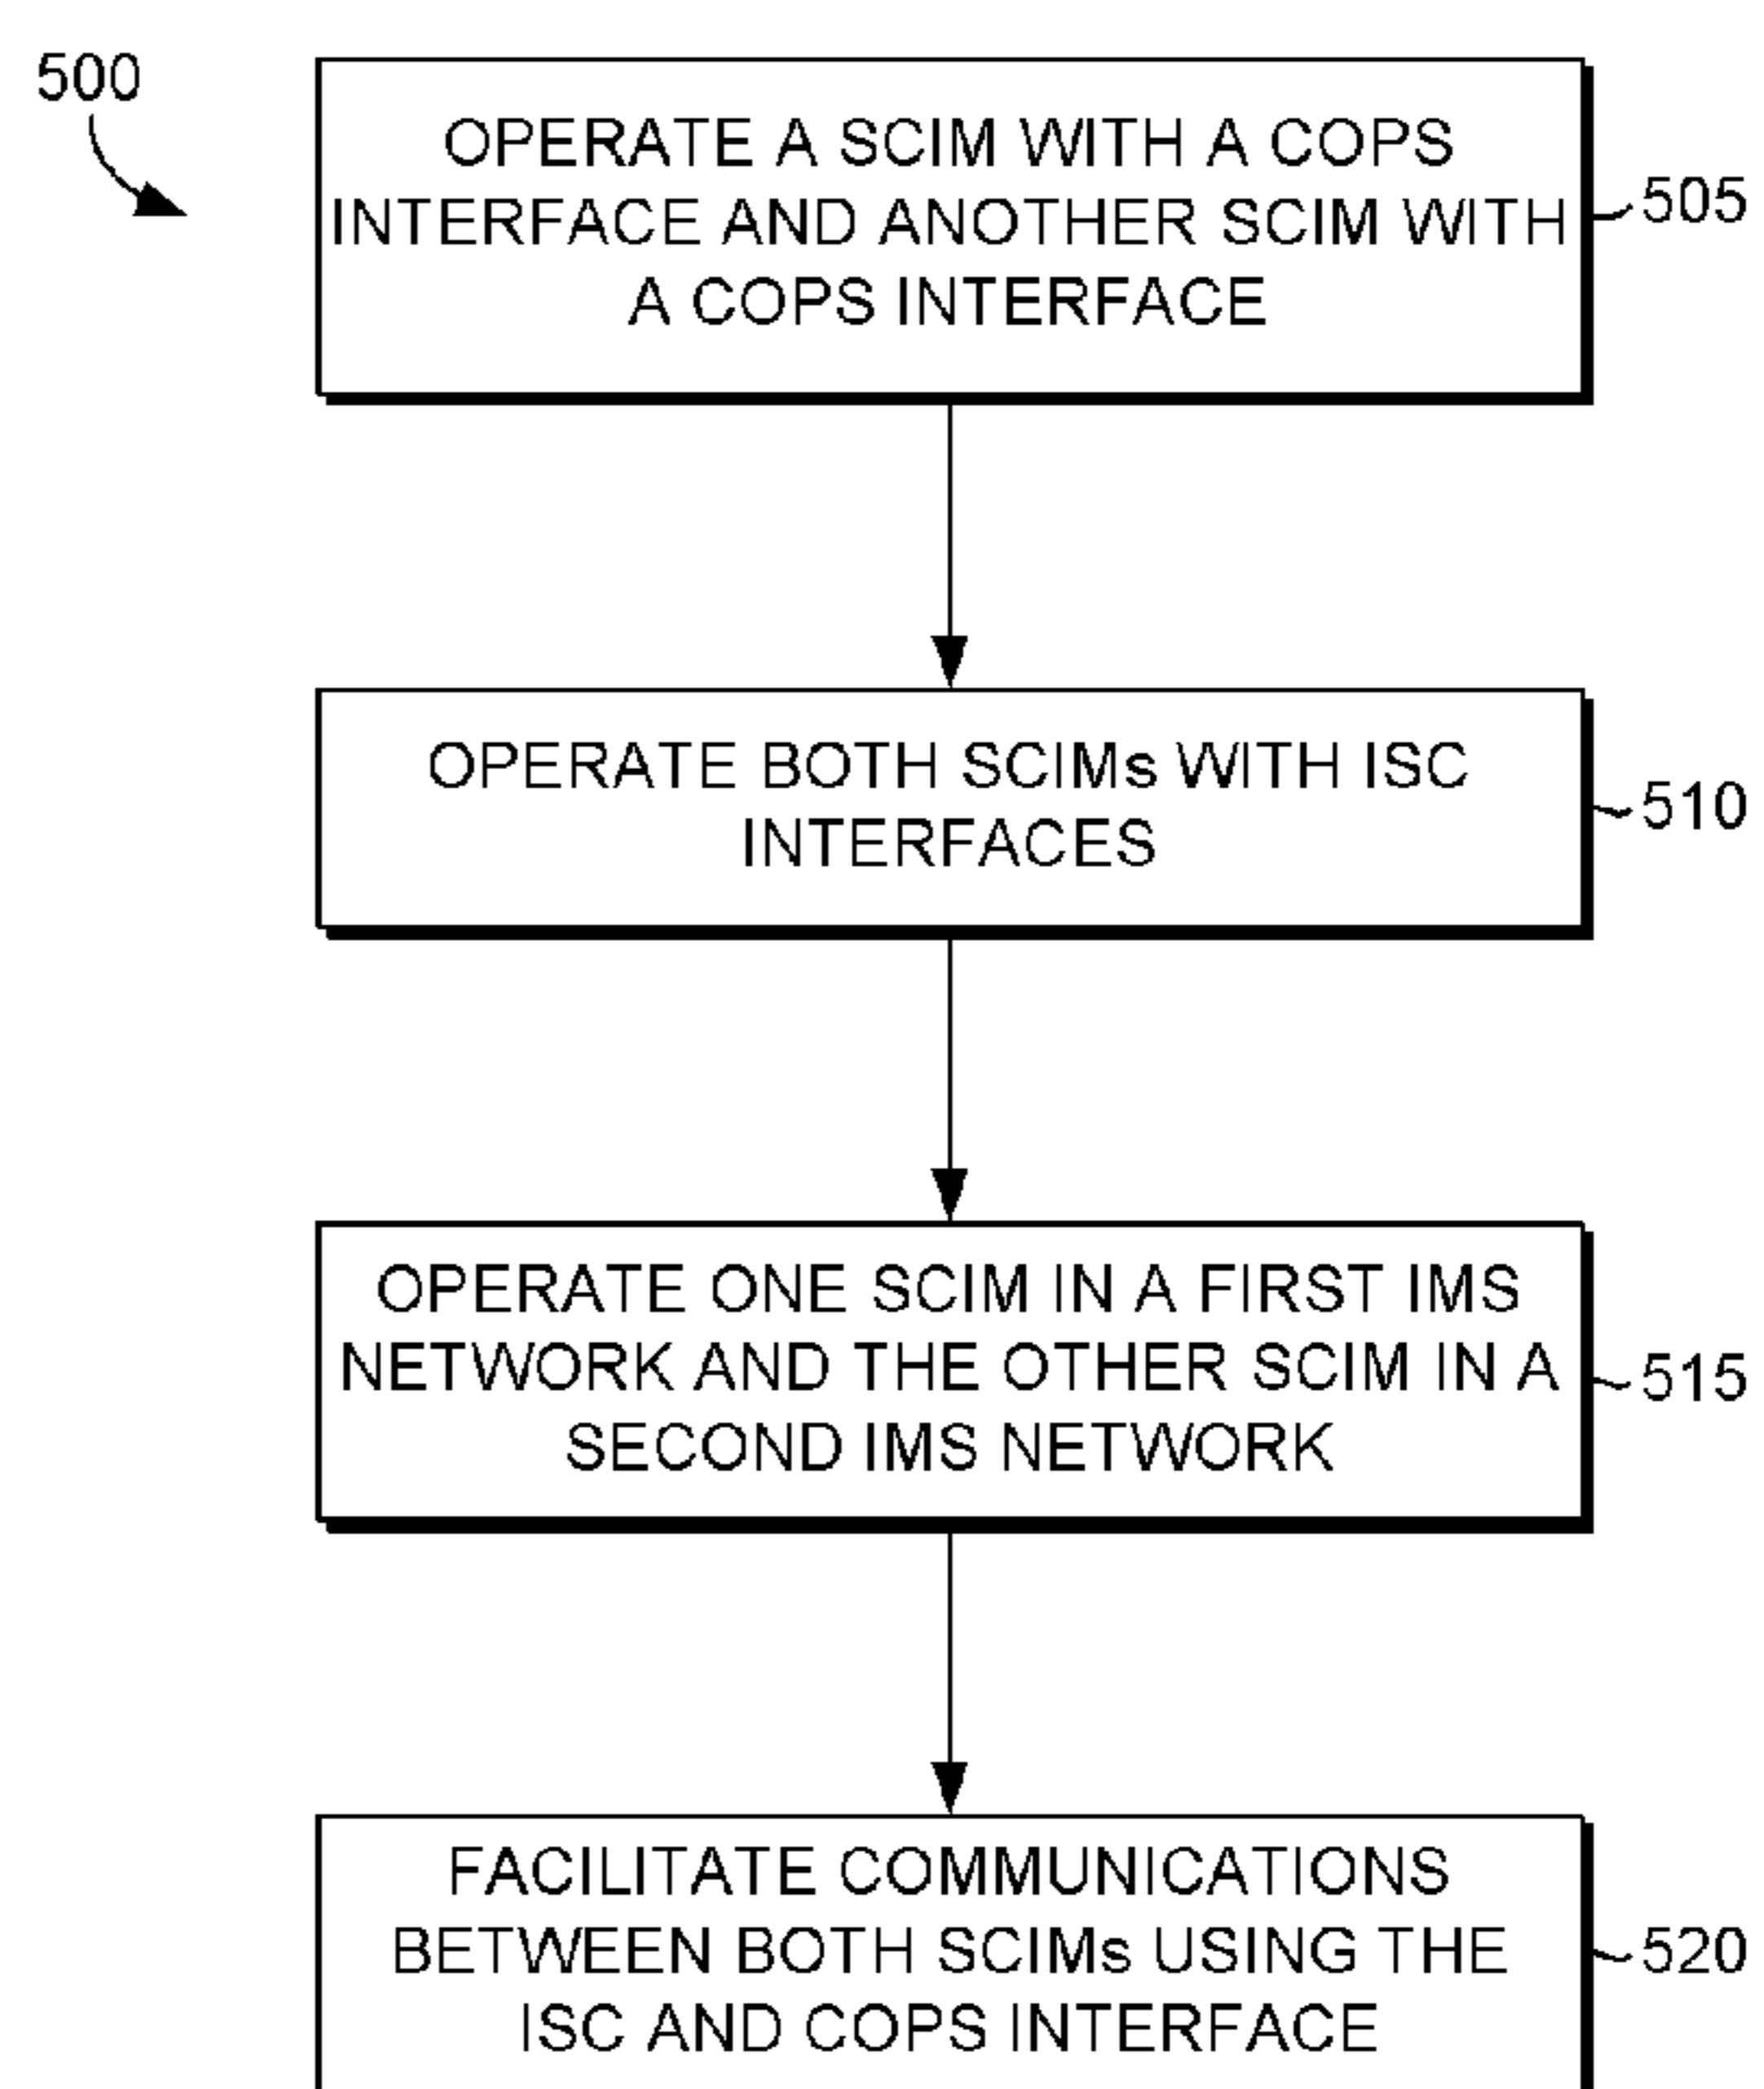 500
OPERATE A SCIM WITH A COPS
INTERFACE AND ANOTHER SCIM WITH
A COPS INTERFACE
505
OPERATE BOTH SCIMs WITH ISC
INTERFACES
510
OPERATE ONE SCIM IN A FIRST IMS
NETWORK AND THE OTHER SCIM IN A
SECOND IMS NETWORK
515
FACILITATE COMMUNICATIONS
BETWEEN BOTH SCIMs USING THE
ISC AND COPS INTERFACE
520